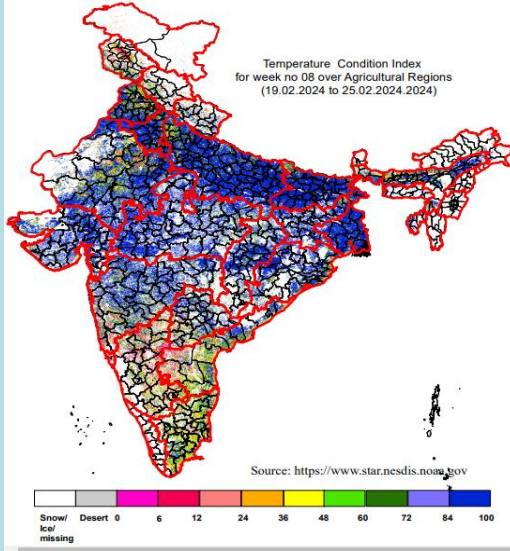 Temperature Condition Index
for week no 08 over Agricultural Regions
(19.02.2024 to 25.02.2024.2024)
Source: https://www.star.nesdis.noaa.gov
Snow/ Ice/ missing Desert 0 6 12 24 36 48 60 72 84 100